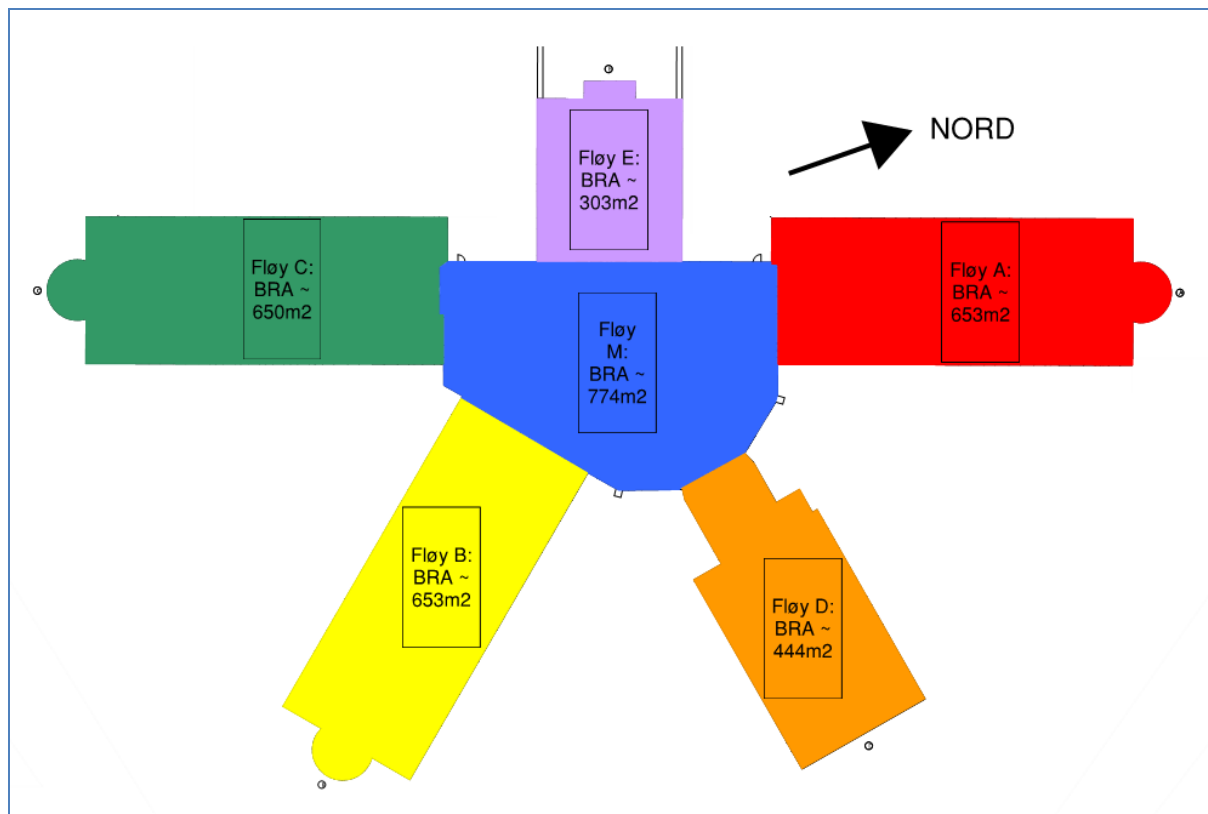 Fløy E:
BRA ~
303m2
NORD
Fløy C:
BRA ~
650m2
Fløy A:
BRA ~
653m2
Fløy
M:
BRA ~
774m2
Fløy B:
BRA ~
653m2
Fløy D:
BRA ~
444m2